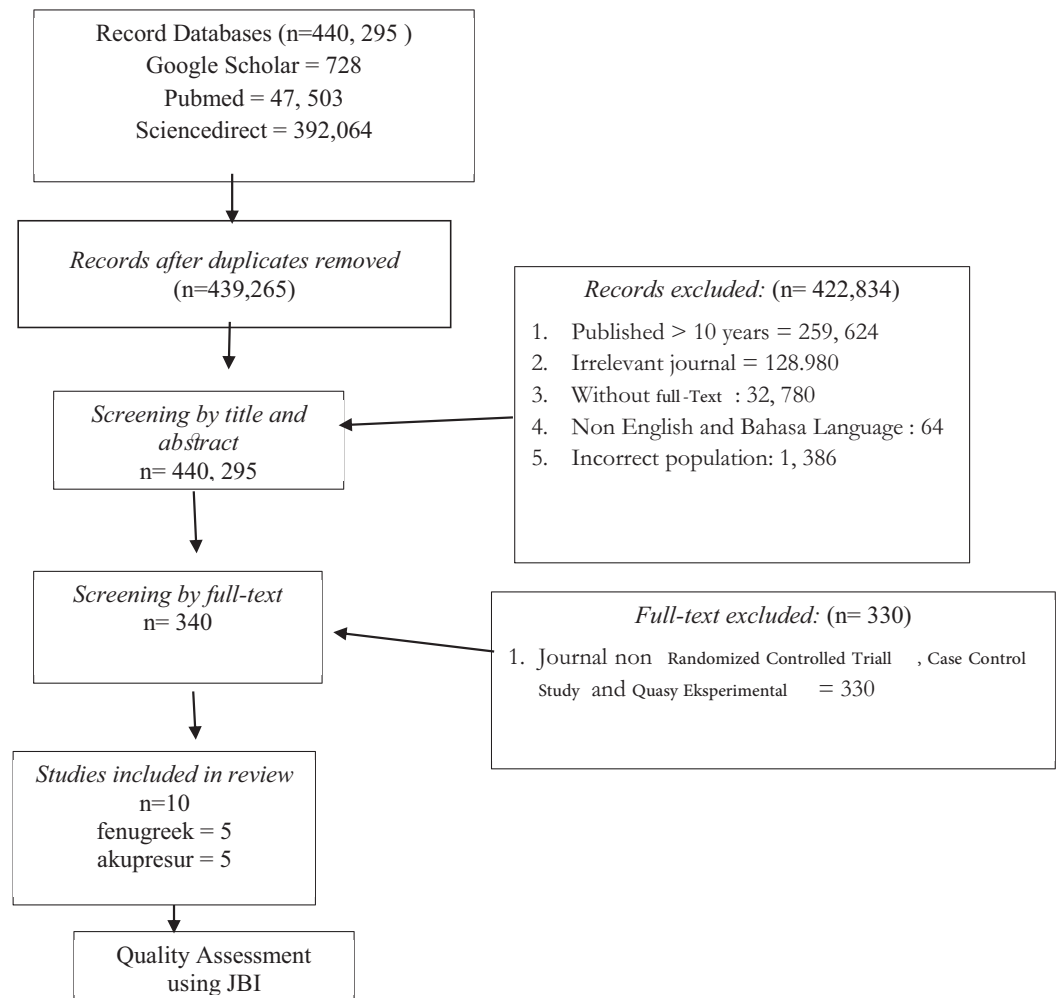 Record Databases (n=440, 295 )
Google Scholar = 728
Pubmed = 47, 503
Sciencedirect = 392,064
Records after duplicates removed
(n=439,265)
Records excluded: (n= 422,834)
1. Published > 10 years = 259, 624
2. Irrelevant journal = 128.980
3. Without full-Text : 32, 780
4. Non English and Bahasa Language : 64
5. Incorrect population: 1, 386
Screening by title and
abstract
n= 440, 295
Screening by full-text
n= 340
Full-text excluded: (n= 330)
1. Journal non Randomized Controlled Triall , Case Control
Study and Quasy Eksperimental = 330
Studies included in review
n=10
fenugreek = 5
akupresur = 5
Quality Assessment
using JBI